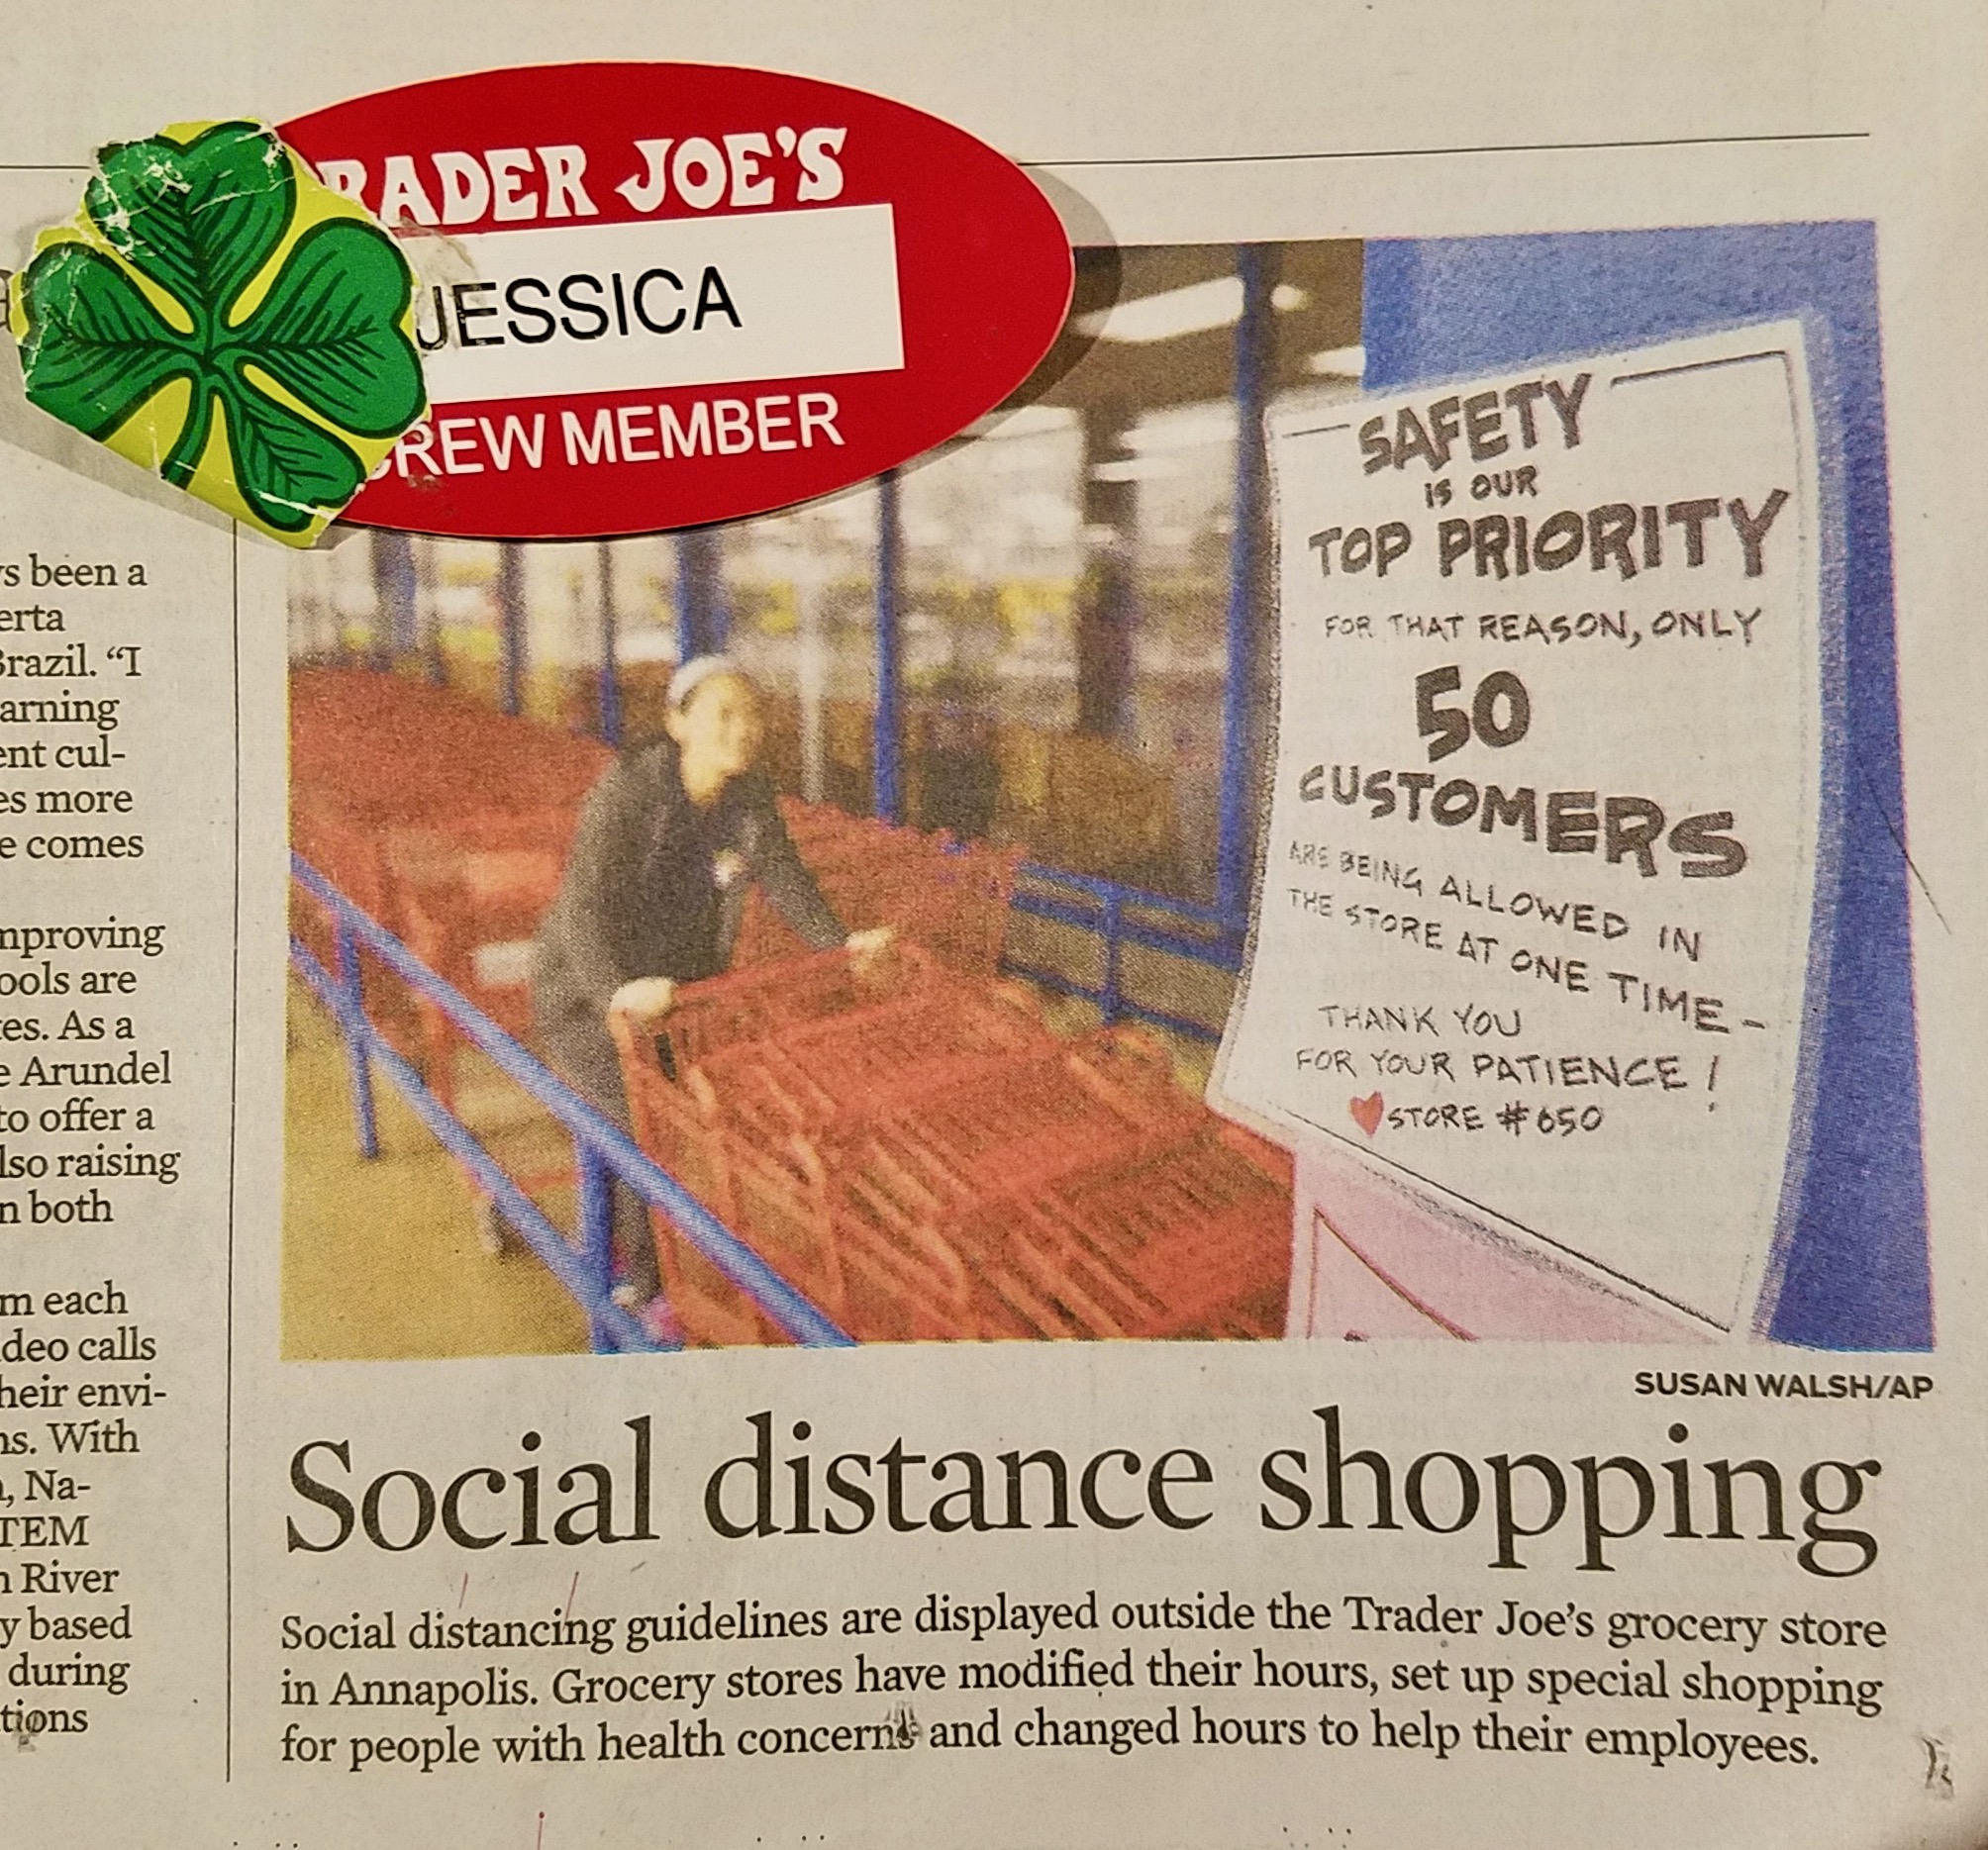 RADER JOE'S
JESSICA
CREW MEMBER
SAFETY
IS OUR
TOP PRIORITY
FOR THAT REASON, ONLY
50
CUSTOMERS
ARE BEING ALLOWED IN
THE STORE AT ONE TIME-
THANK YOU
FOR YOUR PATIENCE!
STORE #650
SUSAN WALSH/AP
Social distance shopping
Social distancing guidelines are displayed outside the Trader Joe's grocery store
in Annapolis. Grocery stores have modified their hours, set up special shopping
for people with health concerns and changed hours to help their employees.
s been a
erta
Brazil. “I
arning
ent cul-
es more
e comes
mproving
ools are
es. As a
e Arundel
to offer a
lso raising
n both
m each
deo calls
heir envi-
ns. With
, Na-
TEM
n River
y based
during
tions